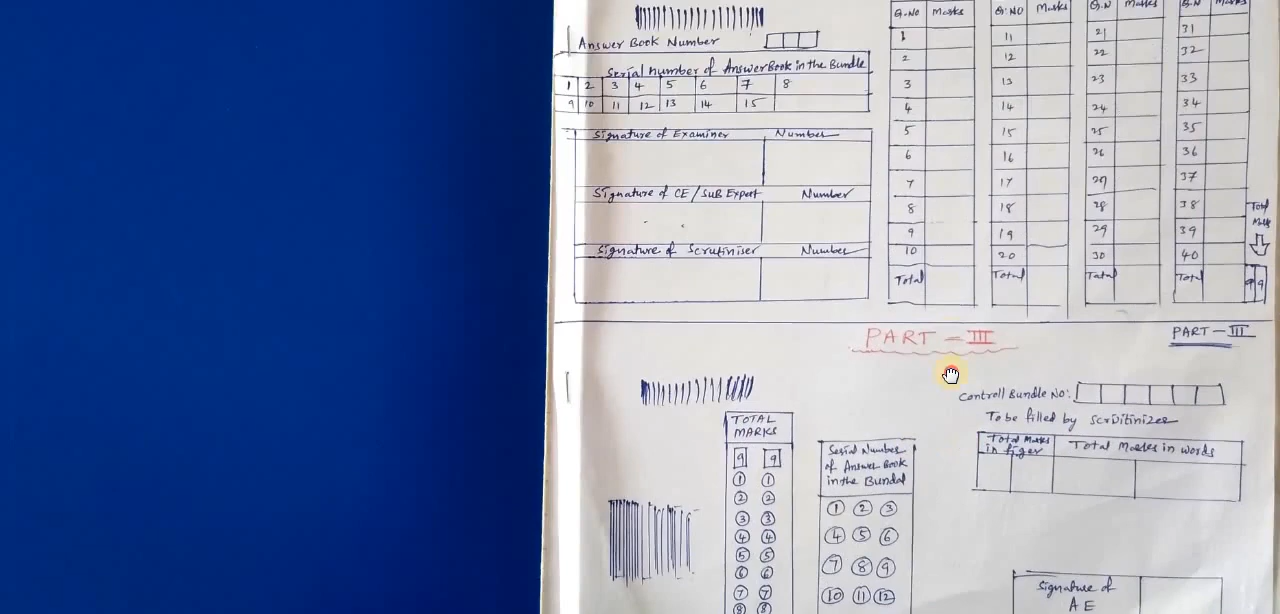 Answer Book Number
Serial number of Answer Book in the Bundle
1 2 3 4 5 6 7 8
9 10 11 12 13 14 15
Signature of Examiner Number
Signature of CE / SUB Expert Number
Signature of Scrutiniser Number
Q.No Marks Q.NO Marks Q.N Marks Q.N Marks
1 11 21 31
2 12 22 32
3 13 23 33
4 14 24 34
5 15 25 35
6 16 26 36
7 17 27 37
8 18 28 38
9 19 29 39
10 20 30 40
Total Total Total Total
Total
Marks
9 9
PART - III
PART - III
Controll Bundle No:
To be filled by Scruitinizer
Total Marks in figer Total Marks in words
TOTAL
MARKS
9 9
1 1
2 2
3 3
4 4
5 5
6 6
7 7
8 8
Serial Number
of Answer Book
in the Bundal
1 2 3
4 5 6
7 8 9
10 11 12
Signature of
A E